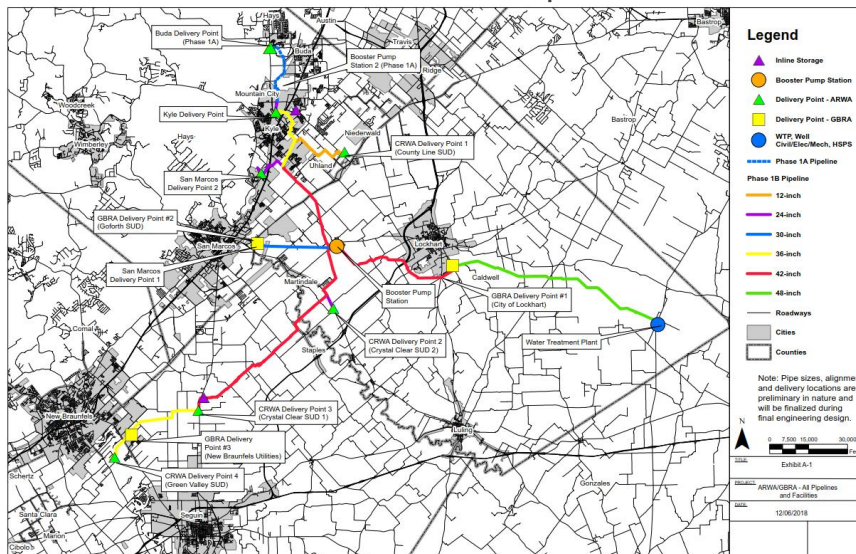 Hays
Austin
Travis
Bastrop
Buda Delivery Point
(Phase 1A)
Buda
Booster Pump
Station 2 (Phase 1A)
Ridge
Mountain City
Bastrop
Woodcreek
Kyle Delivery Point
Kyle
Niederwald
Hays
Wimberley
CRWA Delivery Point 1
(County Line SUD)
Uhland
San Marcos
Delivery Point 2
GBRA Delivery Point #2
(Goforth SUD)
San Marcos
Lockhart
San Marcos
Delivery Point 1
Martindale
Booster Pump
Station
Caldwell
GBRA Delivery Point #1
(City of Lockhart)
Water Treatment Plant
Comal
CRWA Delivery Point 2
(Crystal Clear SUD 2)
Staples
New Braunfels
CRWA Delivery Point 3
(Crystal Clear SUD 1)
Luling
GBRA Delivery
Point #3
(New Braunfels Utilities)
Schertz
CRWA Delivery Point 4
(Green Valley SUD)
Gonzales
Santa Clara
Seguin
Marion
Cibolo
Legend
Inline Storage
Booster Pump Station
Delivery Point - ARWA
Delivery Point - GBRA
WTP, Well
Civil/Elec/Mech, HSPS
Phase 1A Pipeline
Phase 1B Pipeline
12-inch
24-inch
30-inch
36-inch
42-inch
48-inch
Roadways
Cities
Counties
Note: Pipe sizes, alignme
and delivery locations are
preliminary in nature and
will be finalized during
final engineering design.
N
0 7,500 15,000 30,000
Fe
TITLE:
Exhibit A-1
PROJECT:
ARWA/GBRA - All Pipelines
and Facilities
DATE:
12/06/2018